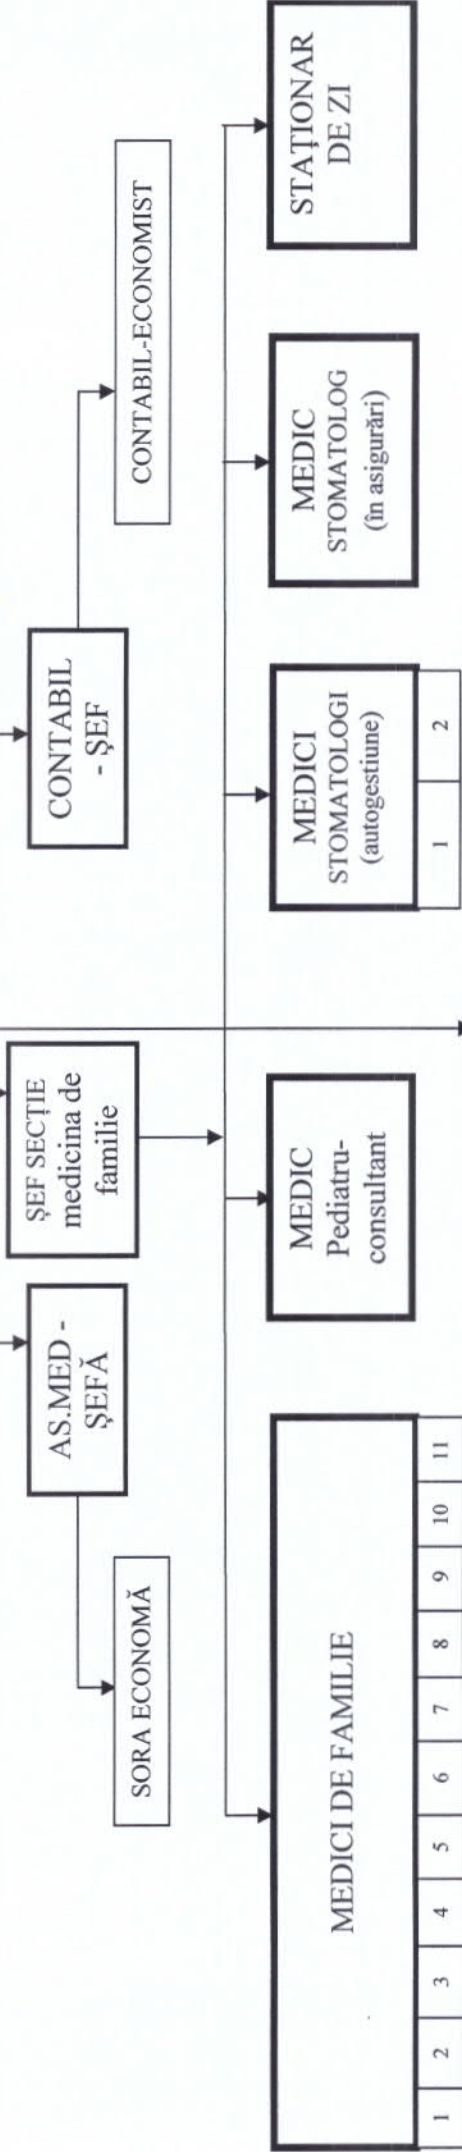 AS.MED -
ŞEFĂ
ŞEF SECŢIE
medicina de
familie
CONTABIL
- ŞEF
SORA ECONOMĂ
CONTABIL-ECONOMIST
MEDICI DE FAMILIE
1 2 3 4 5 6 7 8 9 10 11
MEDIC
Pediatru-
consultant
MEDICI
STOMATOLOGI
(autogestiune)
1 2
MEDIC
STOMATOLOG
(în asigurări)
STAŢIONAR
DE ZI